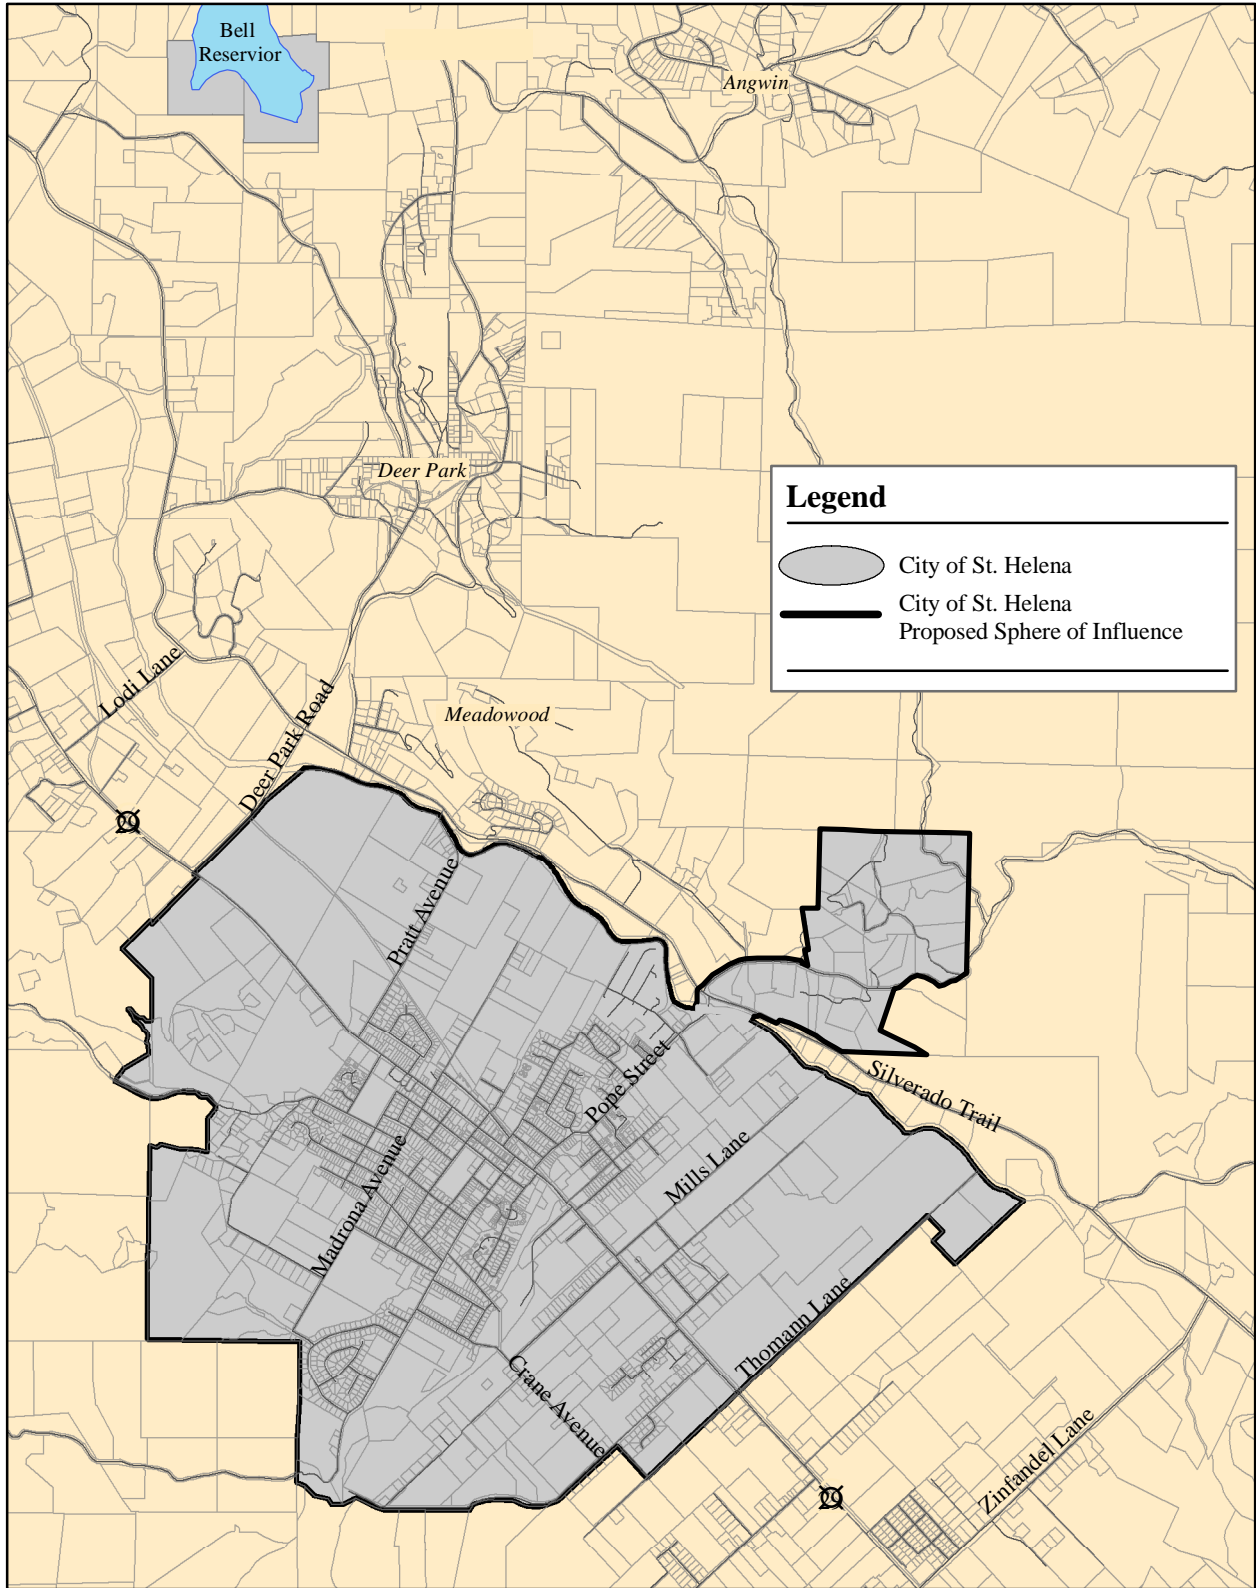 Bell
Reservior
Angwin
Deer Park
Legend
City of St. Helena
City of St. Helena
Proposed Sphere of Influence
Lodi Lane
Deer Park Road
Meadowood
Pratt Avenue
Pope Street
Silverado Trail
Mills Lane
Madrona Avenue
Thomann Lane
Crane Avenue
Zinfandel Lane